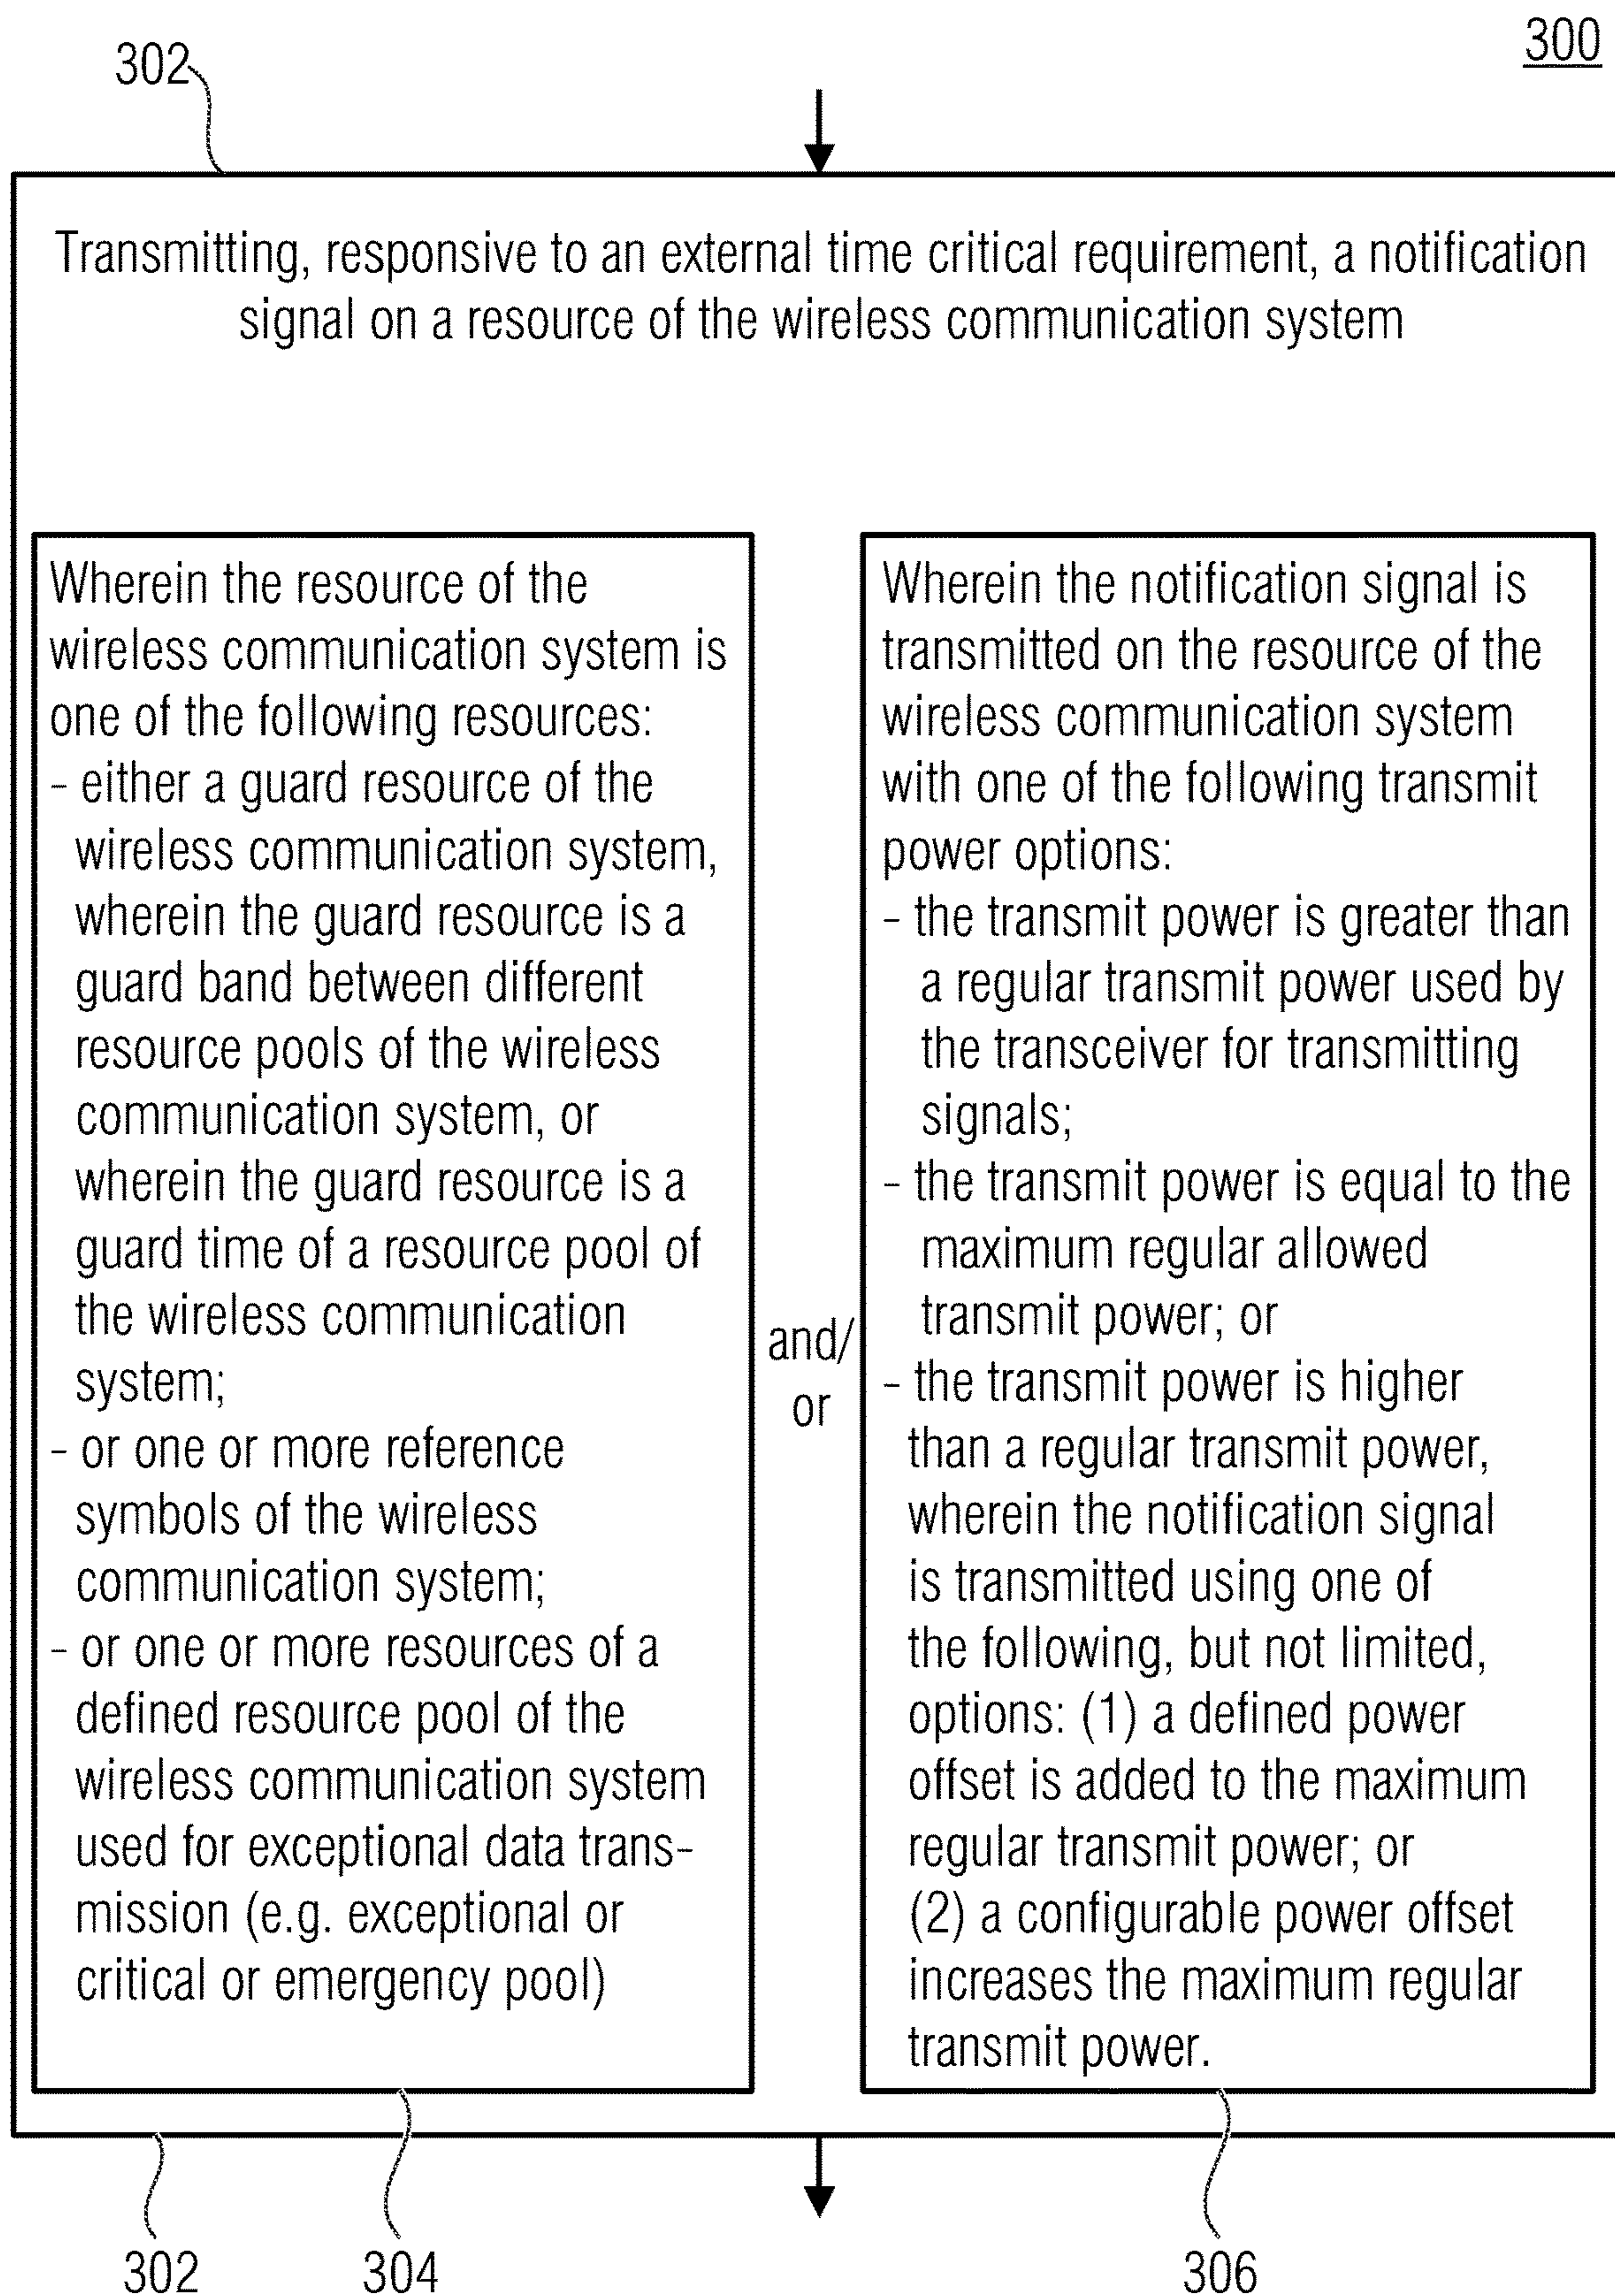 300
302
Transmitting, responsive to an external time critical requirement, a notification
signal on a resource of the wireless communication system
Wherein the resource of the
wireless communication system is
one of the following resources:
- either a guard resource of the
wireless communication system,
wherein the guard resource is a
guard band between different
resource pools of the wireless
communication system, or
wherein the guard resource is a
guard time of a resource pool of
the wireless communication
system;
- or one or more reference
symbols of the wireless
communication system;
- or one or more resources of a
defined resource pool of the
wireless communication system
used for exceptional data trans-
mission (e.g. exceptional or
critical or emergency pool)
and/
or
Wherein the notification signal is
transmitted on the resource of the
wireless communication system
with one of the following transmit
power options:
- the transmit power is greater than
a regular transmit power used by
the transceiver for transmitting
signals;
- the transmit power is equal to the
maximum regular allowed
transmit power; or
- the transmit power is higher
than a regular transmit power,
wherein the notification signal
is transmitted using one of
the following, but not limited,
options: (1) a defined power
offset is added to the maximum
regular transmit power; or
(2) a configurable power offset
increases the maximum regular
transmit power.
302
304
306